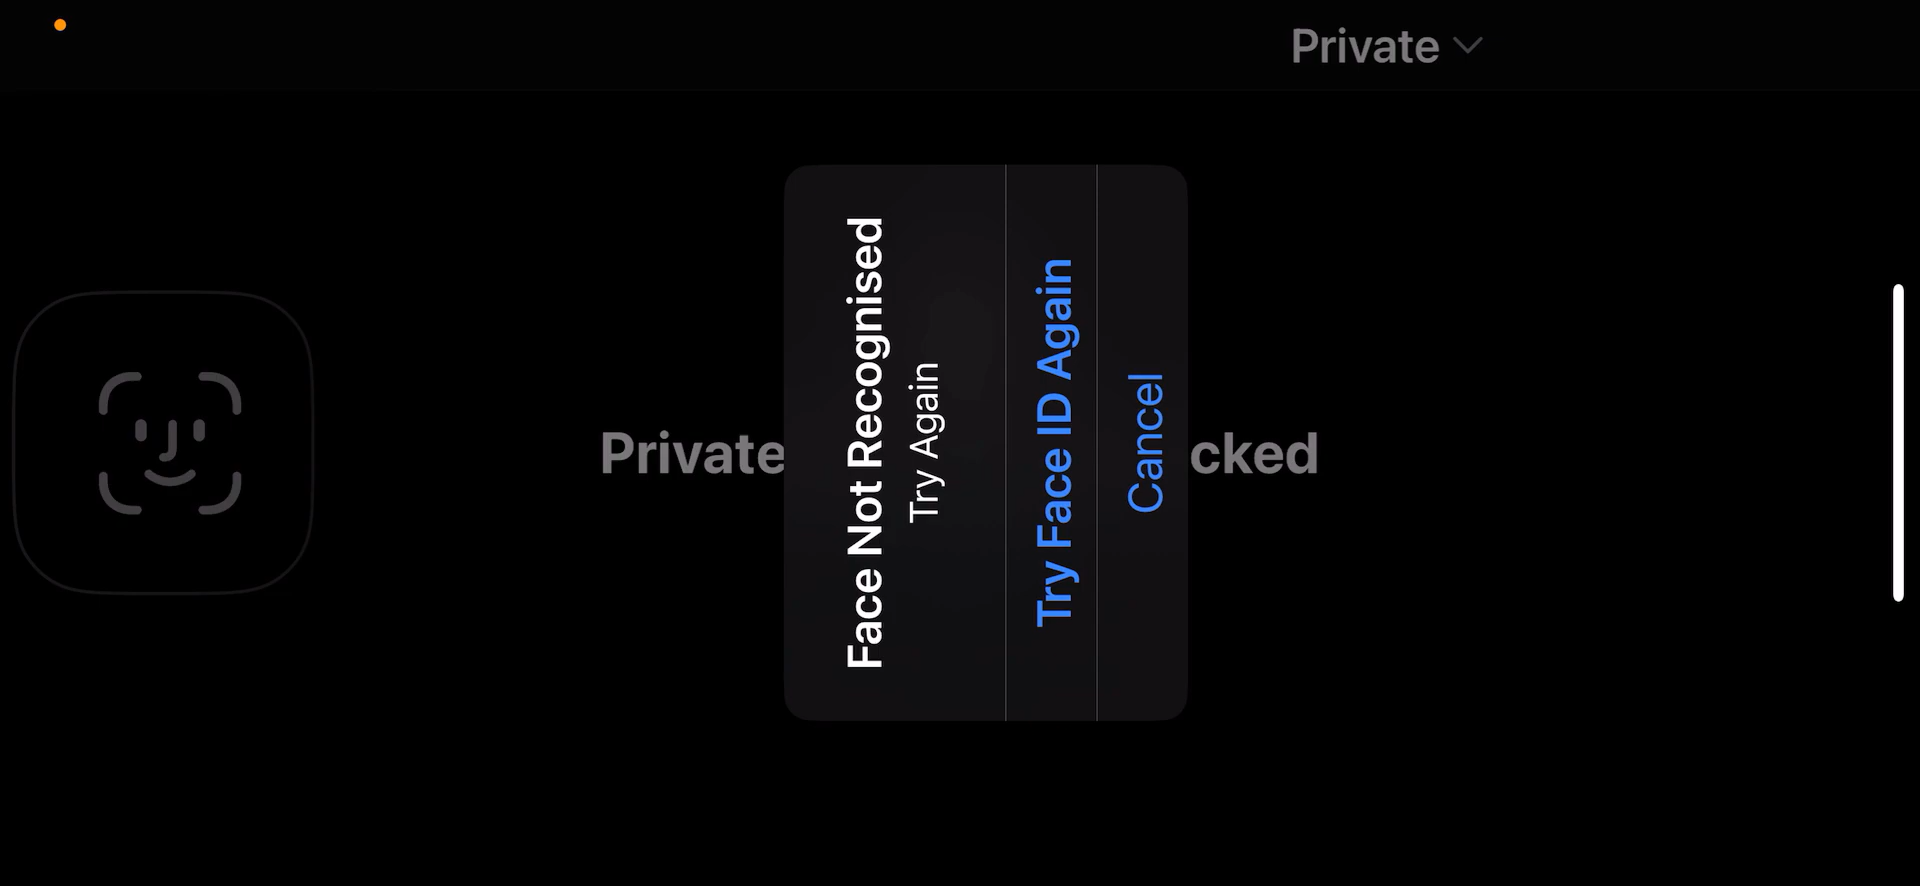 Private
Private
cked
Face Not Recognised
Try Again
Try Face ID Again
Cancel